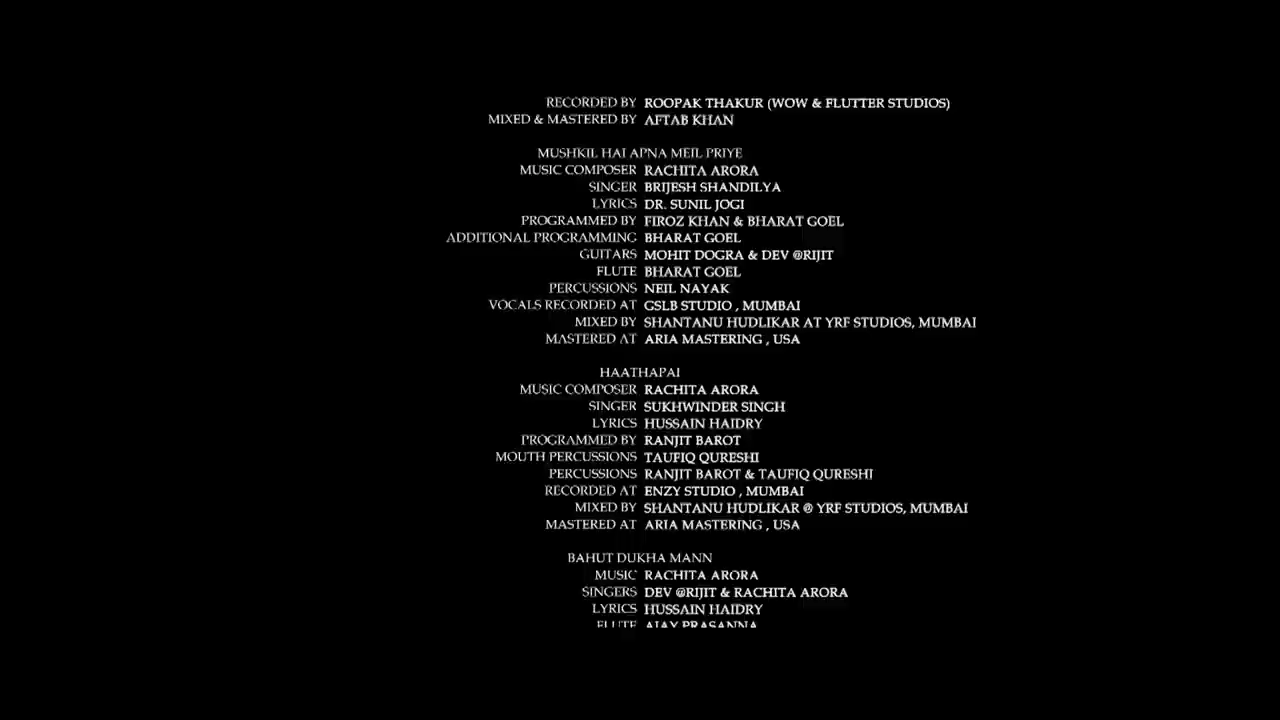 RECORDED BY ROOPAK THAKUR (WOW & FLUTTER STUDIOS)
MIXED & MASTERED BY AFTAB KHAN
MUSHKIL HAI APNA MEIL PRIYE
MUSIC COMPOSER RACHITA ARORA
SINGER BRIJESH SHANDILYA
LYRICS DR. SUNIL JOGI
PROGRAMMED BY FIROZ KHAN & BHARAT GOEL
ADDITIONAL PROGRAMMING BHARAT GOEL
GUITARS MOHIT DOGRA & DEV @RIJIT
FLUTE BHARAT GOEL
PERCUSSIONS NEIL NAYAK
VOCALS RECORDED AT GSLB STUDIO , MUMBAI
MIXED BY SHANTANU HUDLIKAR AT YRF STUDIOS, MUMBAI
MASTERED AT ARIA MASTERING , USA
HAATHAPAI
MUSIC COMPOSER RACHITA ARORA
SINGER SUKHWINDER SINGH
LYRICS HUSSAIN HAIDRY
PROGRAMMED BY RANJIT BAROT
MOUTH PERCUSSIONS TAUFIQ QURESHI
PERCUSSIONS RANJIT BAROT & TAUFIQ QURESHI
RECORDED AT ENZY STUDIO , MUMBAI
MIXED BY SHANTANU HUDLIKAR @ YRF STUDIOS, MUMBAI
MASTERED AT ARIA MASTERING , USA
BAHUT DUKHA MANN
MUSIC RACHITA ARORA
SINGERS DEV @RIJIT & RACHITA ARORA
LYRICS HUSSAIN HAIDRY
FLUTE AJAY PRASANNA